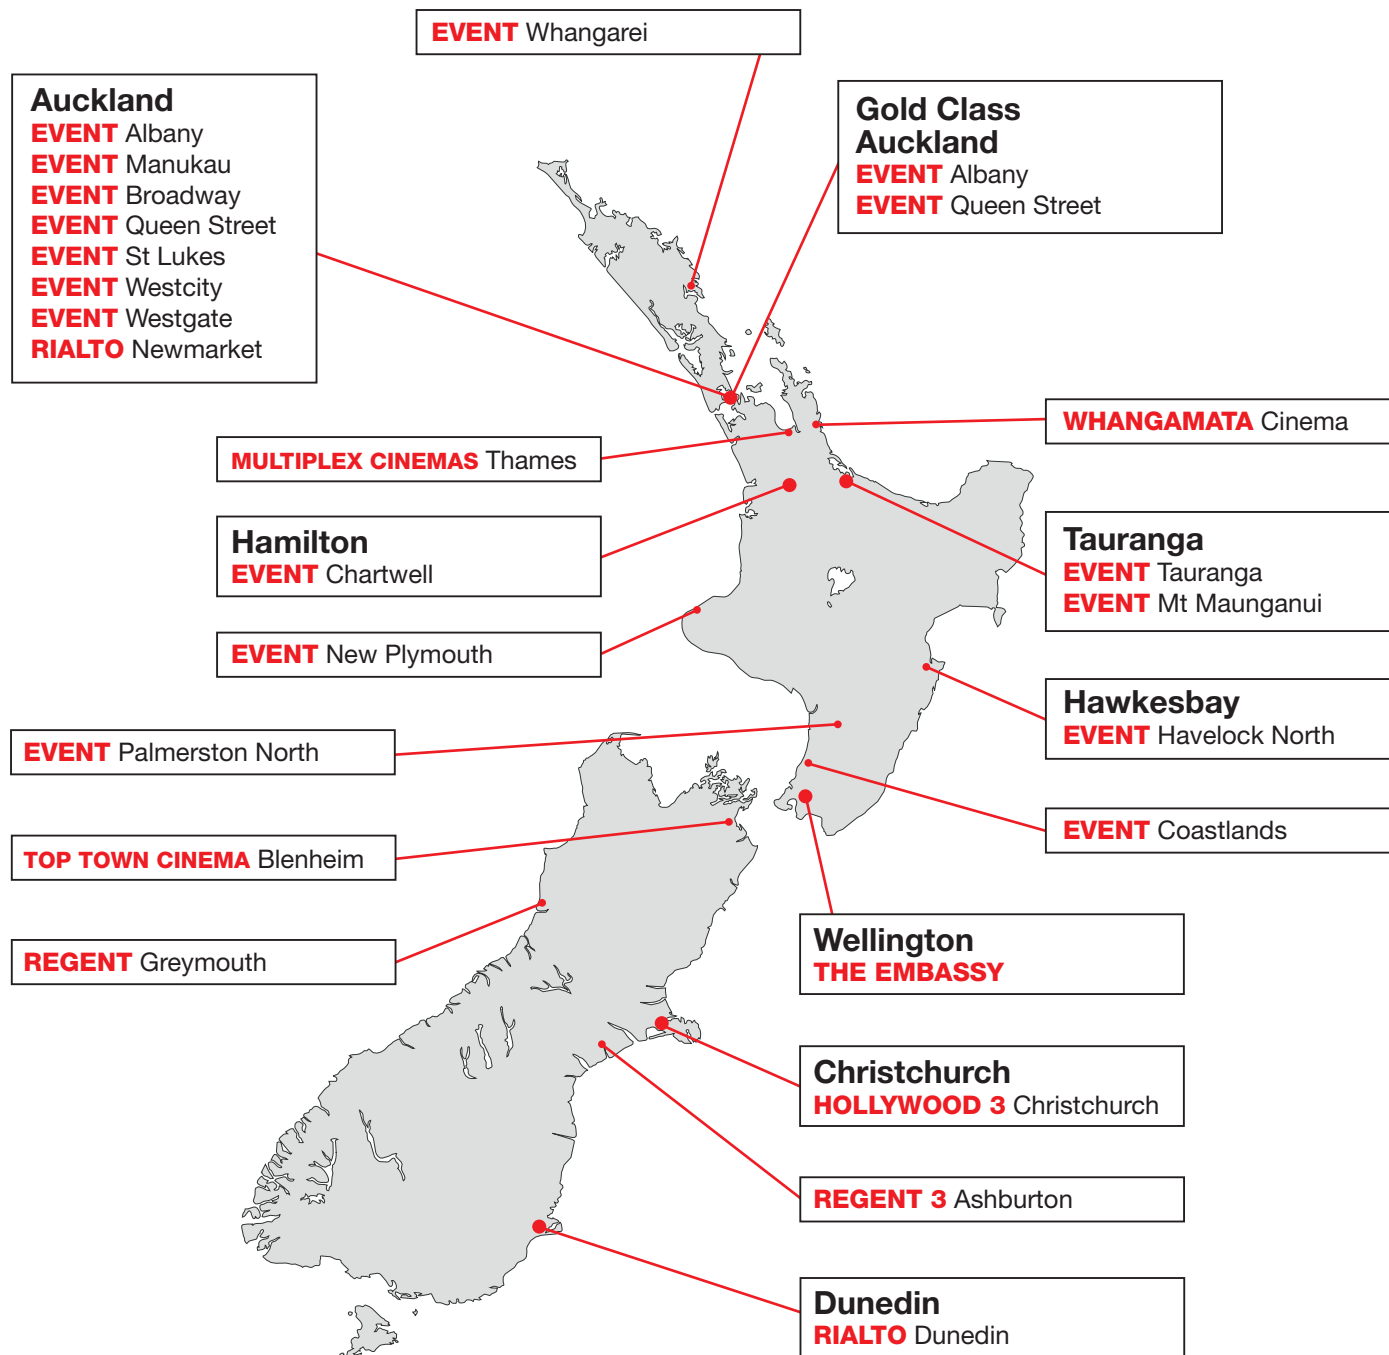 EVENT Whangarei
Auckland
EVENT Albany
EVENT Manukau
EVENT Broadway
EVENT Queen Street
EVENT St Lukes
EVENT Westcity
EVENT Westgate
RIALTO Newmarket
Gold Class
Auckland
EVENT Albany
EVENT Queen Street
WHANGAMATA Cinema
MULTIPLEX CINEMAS Thames
Hamilton
EVENT Chartwell
Tauranga
EVENT Tauranga
EVENT Mt Maunganui
EVENT New Plymouth
Hawkesbay
EVENT Havelock North
EVENT Palmerston North
EVENT Coastlands
TOP TOWN CINEMA Blenheim
REGENT Greymouth
Wellington
THE EMBASSY
Christchurch
HOLLYWOOD 3 Christchurch
REGENT 3 Ashburton
Dunedin
RIALTO Dunedin